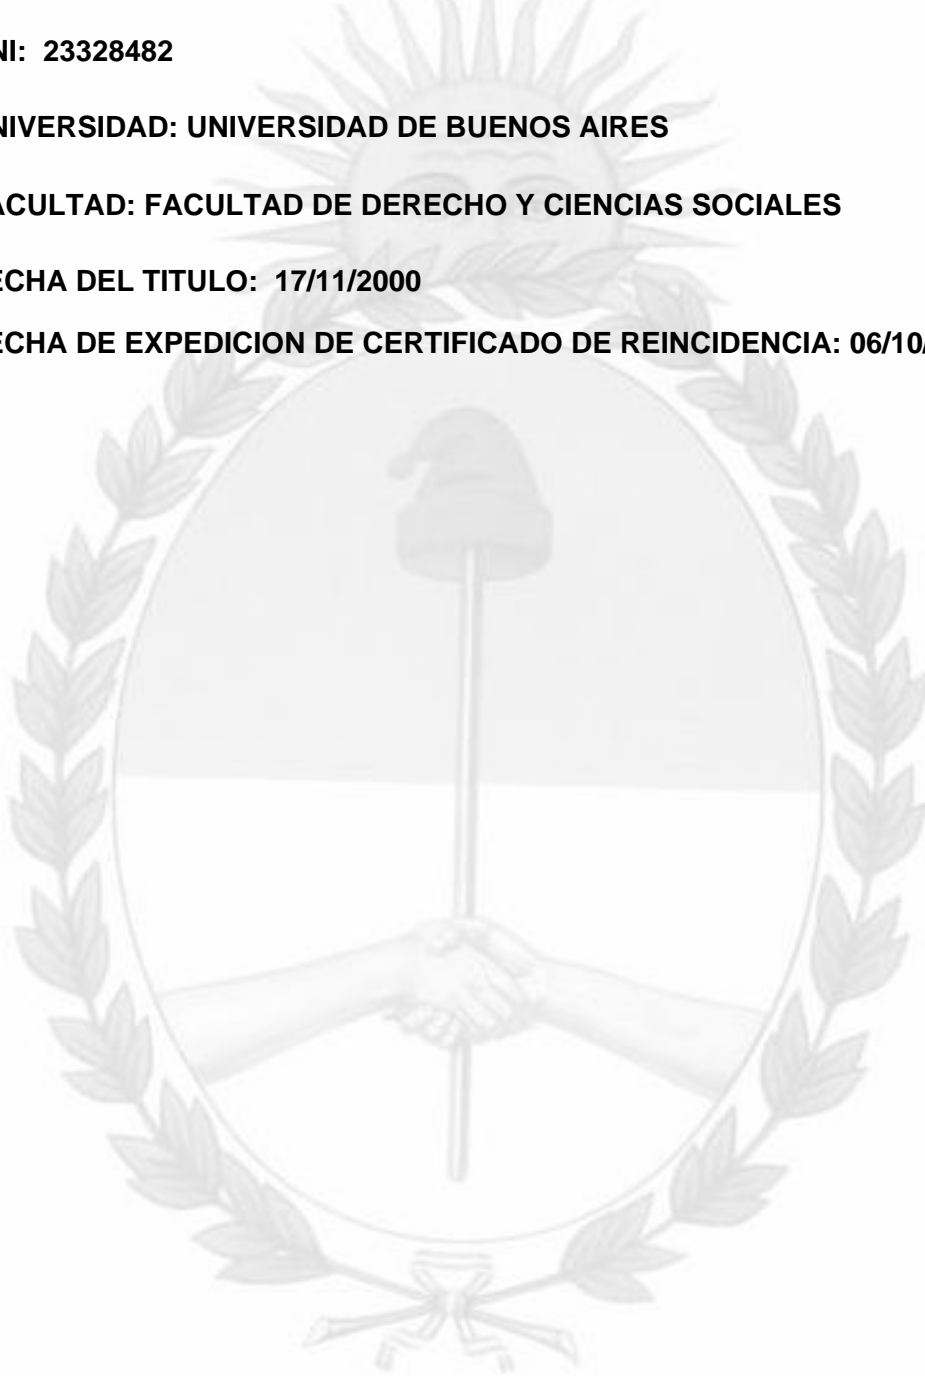 NI: 23328482
NIVERSIDAD: UNIVERSIDAD DE BUENOS AIRES
ACULTAD: FACULTAD DE DERECHO Y CIENCIAS SOCIALES
ECHA DEL TITULO: 17/11/2000
ECHA DE EXPEDICION DE CERTIFICADO DE REINCIDENCIA: 06/10/